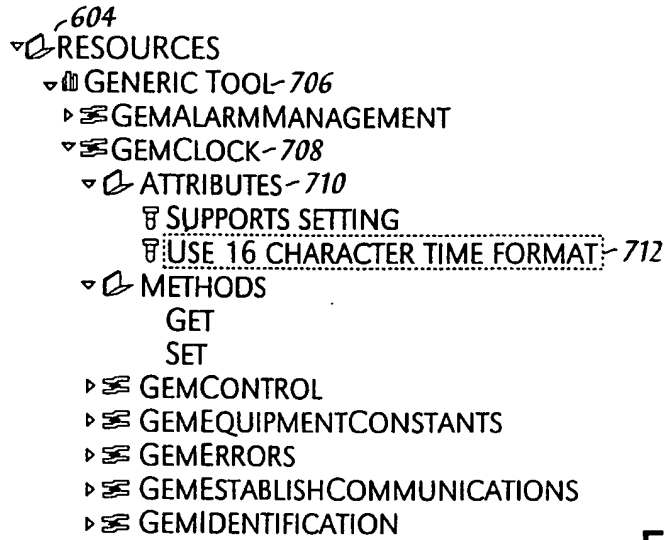 604
RESOURCES
GENERIC TOOL 706
GEMALARMMANAGEMENT
GEMCLOCK 708
ATTRIBUTES 710
SUPPORTS SETTING
USE 16 CHARACTER TIME FORMAT 712
METHODS
GET
SET
GEMCONTROL
GEMEQUIPMENTCONSTANTS
GEMERRORS
GEMESTABLISHCOMMUNICATIONS
GEMIDENTIFICATION